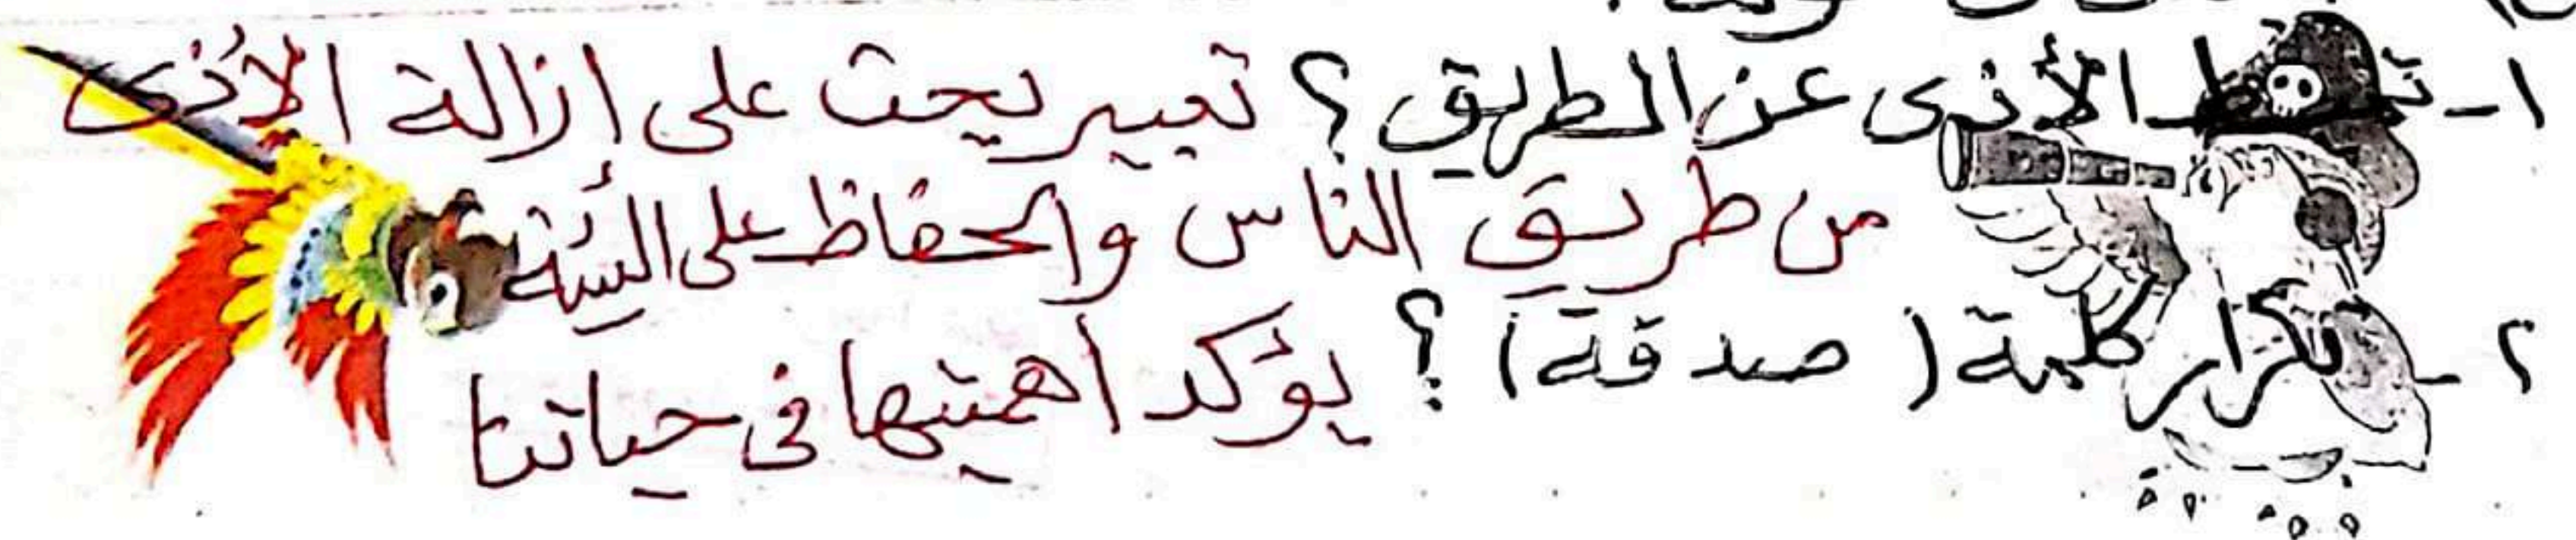 ١- الأذى عن الطريق ؟ تعبير يحث على ازالة الأذى
من طريق الناس والحفاظ على البيئة
٢- تكرار كلمة ( صدقة ) ؟ يؤكد أهميتها في حياتنا